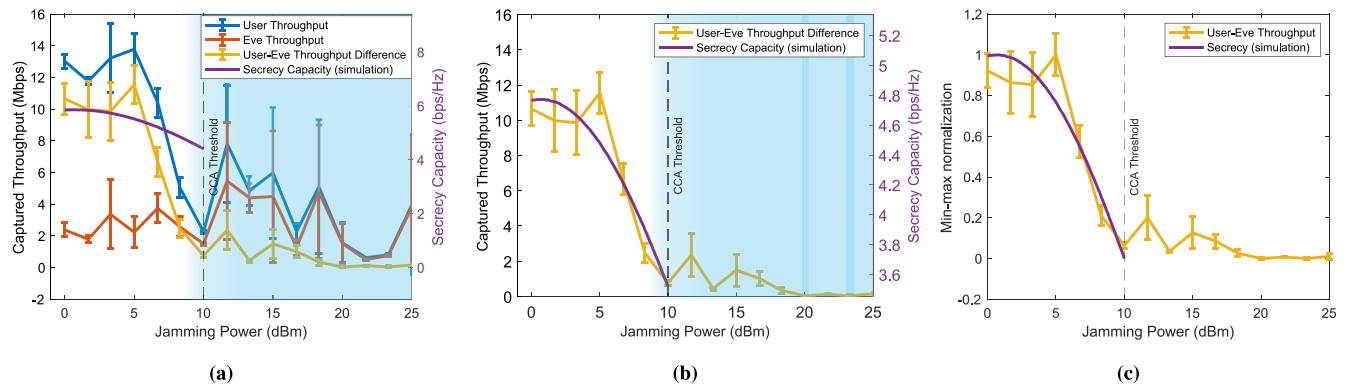 User Throughput
Eve Throughput
User-Eve Throughput Difference
Secrecy Capacity (simulation)
16
14
12
10
8
6
4
2
0
-2
Captured Throughput (Mbps)
8
6
4
2
0
Secrecy Capacity (bps/Hz)
CCA Threshold
0
5
10
15
20
25
Jamming Power (dBm)
(a)
User-Eve Throughput Difference
Secrecy Capacity (simulation)
16
14
12
10
8
6
4
2
0
Captured Throughput (Mbps)
5.2
5
4.8
4.6
4.4
4.2
4
3.8
3.6
3.4
Secrecy Capacity (bps/Hz)
CCA Threshold
0
5
10
15
20
25
Jamming Power (dBm)
(b)
User-Eve Throughput
Secrecy Capacity (simulation)
1.2
1
0.8
0.6
0.4
0.2
0
-0.2
Min-max normalization
CCA Threshold
0
5
10
15
20
25
Jamming Power (dBm)
(c)